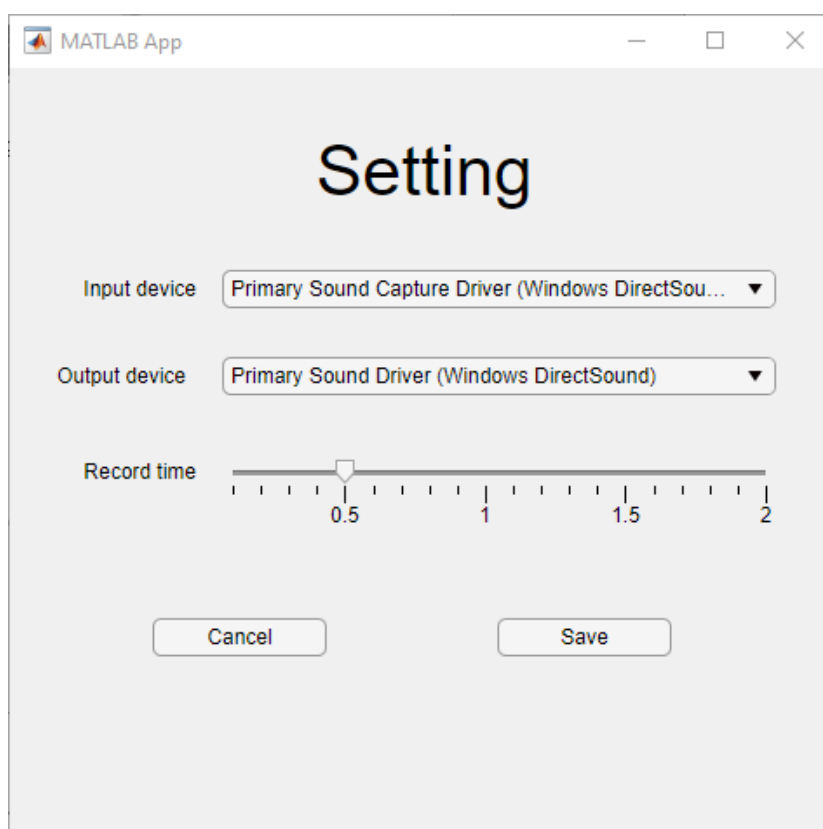 MATLAB App
Setting
Input device Primary Sound Capture Driver (Windows DirectSou...
Output device Primary Sound Driver (Windows DirectSound)
Record time
0.5 1 1.5 2
Cancel Save